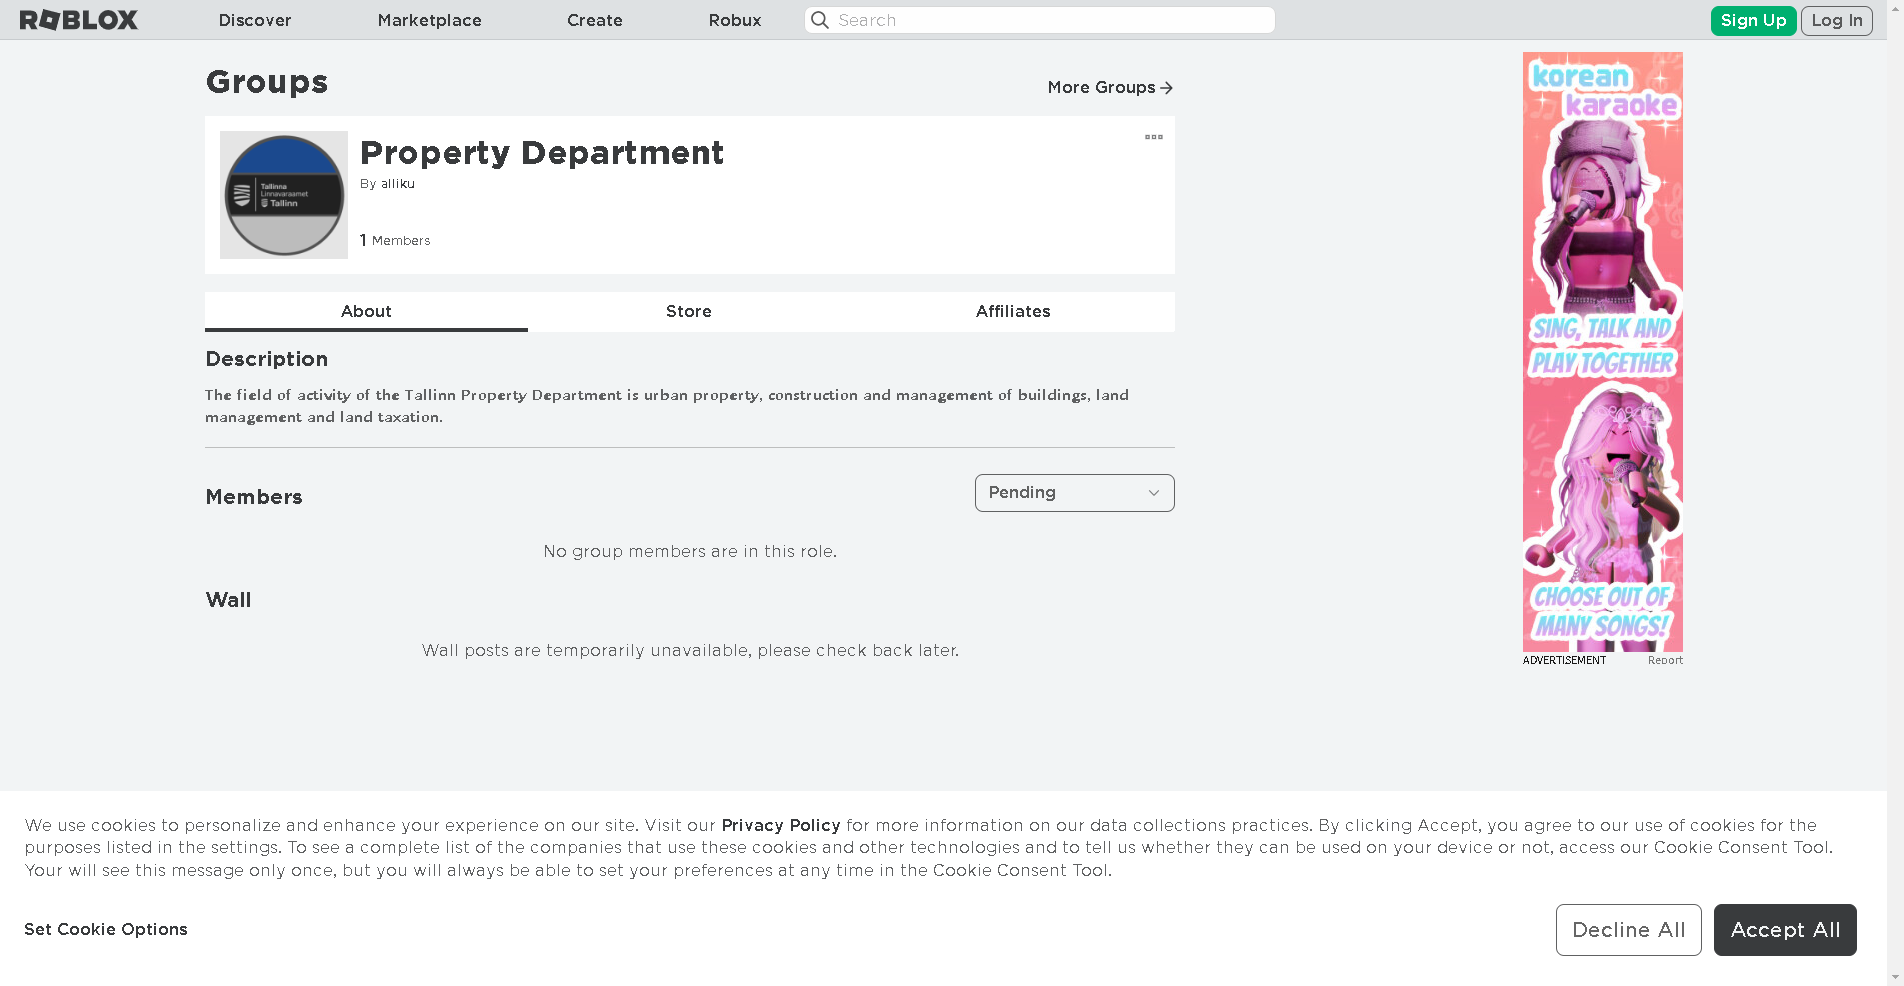 ROBLOX
Discover
Marketplace
Create
Robux
Search
Sign Up
Log In
Groups
More Groups
Property Department
By alliku
1 Members
Tallinna
Linnavaraamet
Tallinn
About
Store
Affiliates
Description
The field of activity of the Tallinn Property Department is urban property, construction and management of buildings, land
management and land taxation.
Members
Pending
No group members are in this role.
Wall
Wall posts are temporarily unavailable, please check back later.
korean
karaoke
SING, TALK AND
PLAY TOGETHER
CHOOSE OUT OF
MANY SONGS!
ADVERTISEMENT
Report
We use cookies to personalize and enhance your experience on our site. Visit our Privacy Policy for more information on our data collections practices. By clicking Accept, you agree to our use of cookies for the
purposes listed in the settings. To see a complete list of the companies that use these cookies and other technologies and to tell us whether they can be used on your device or not, access our Cookie Consent Tool.
Your will see this message only once, but you will always be able to set your preferences at any time in the Cookie Consent Tool.
Set Cookie Options
Decline All
Accept All